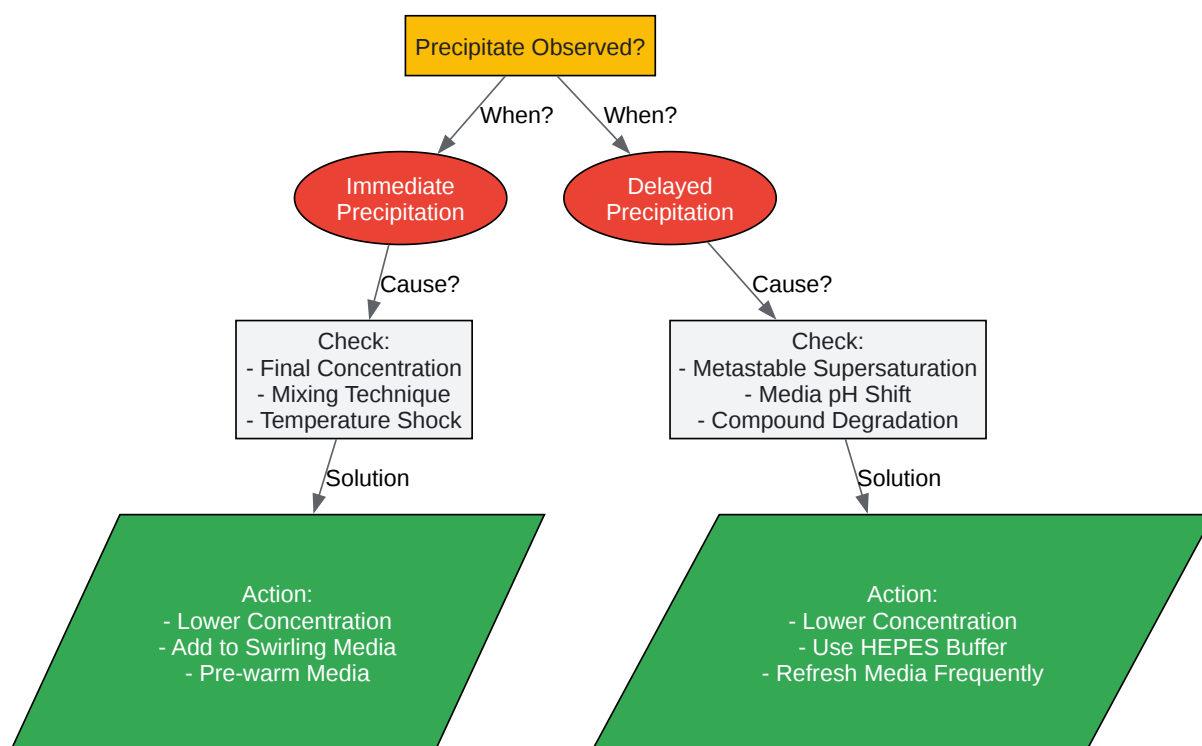 Precipitate Observed?
When?
When?
Immediate
Precipitation
Delayed
Precipitation
Cause?
Cause?
Check:
- Final Concentration
- Mixing Technique
- Temperature Shock
Check:
- Metastable Supersaturation
- Media pH Shift
- Compound Degradation
Solution
Solution
Action:
- Lower Concentration
- Add to Swirling Media
- Pre-warm Media
Action:
- Lower Concentration
- Use HEPES Buffer
- Refresh Media Frequently